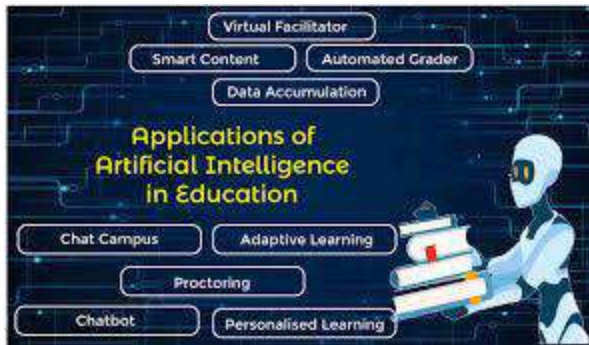 Virtual Facilitator
Smart Content
Automated Grader
Data Accumulation
Applications of
Artificial Intelligence
in Education
Chat Campus
Adaptive Learning
Proctoring
Chatbot
Personalised Learning